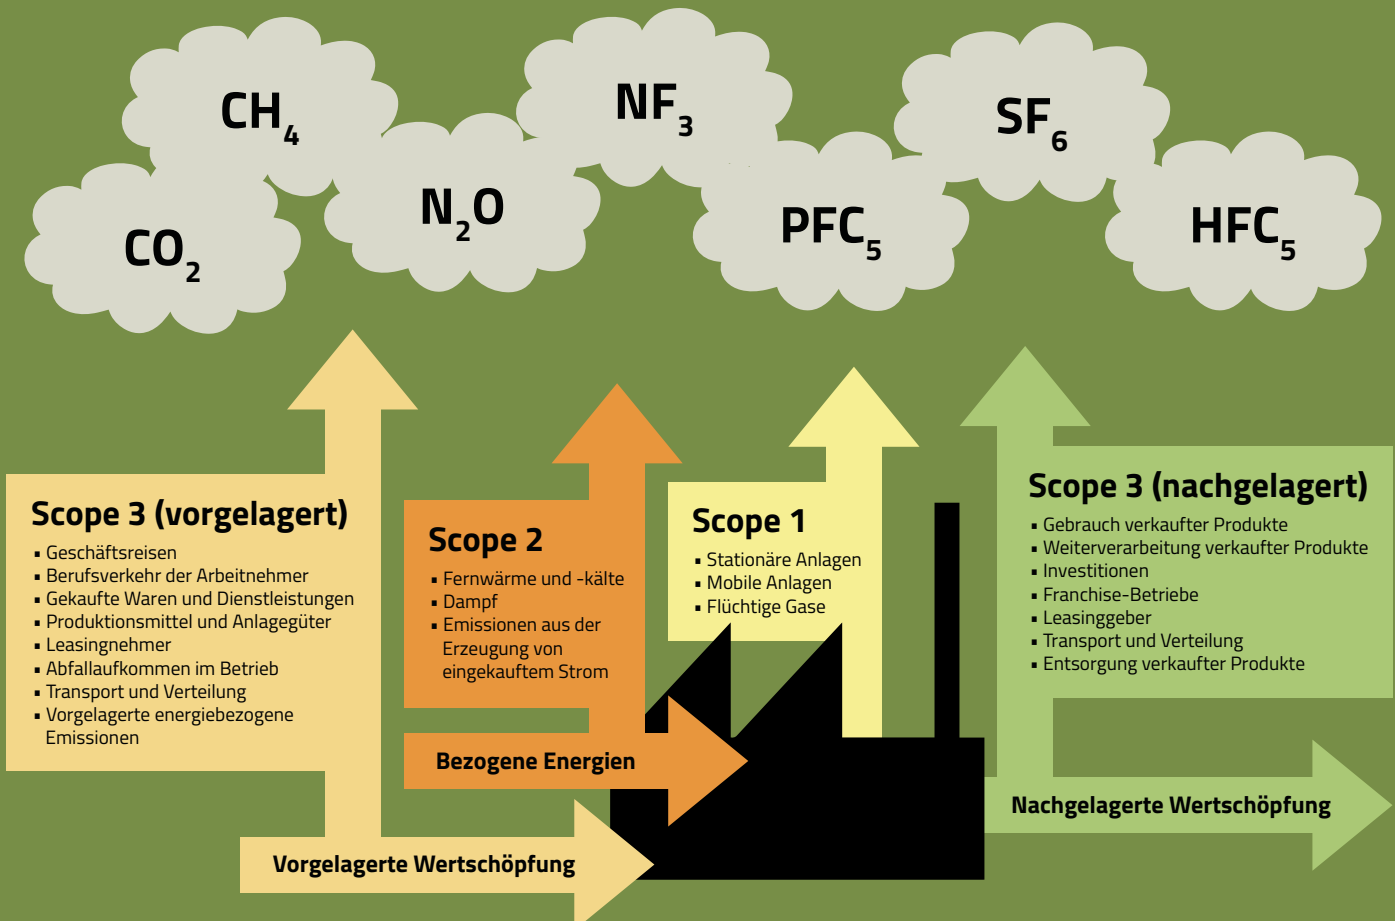 CH₄
NF₃
SF₆
CO₂
N₂O
PFC₅
HFC₅
Scope 3 (vorgelagert)
▪ Geschäftsreisen
▪ Berufsverkehr der Arbeitnehmer
▪ Gekaufte Waren und Dienstleistungen
▪ Produktionsmittel und Anlagegüter
▪ Leasingnehmer
▪ Abfallaufkommen im Betrieb
▪ Transport und Verteilung
▪ Vorgelagerte energiebezogene
Emissionen
Scope 2
▪ Fernwärme und -kälte
▪ Dampf
▪ Emissionen aus der
Erzeugung von
eingekauftem Strom
Scope 1
▪ Stationäre Anlagen
▪ Mobile Anlagen
▪ Flüchtige Gase
Scope 3 (nachgelagert)
▪ Gebrauch verkaufter Produkte
▪ Weiterverarbeitung verkaufter Produkte
▪ Investitionen
▪ Franchise-Betriebe
▪ Leasinggeber
▪ Transport und Verteilung
▪ Entsorgung verkaufter Produkte
Bezogene Energien
Vorgelagerte Wertschöpfung
Nachgelagerte Wertschöpfung